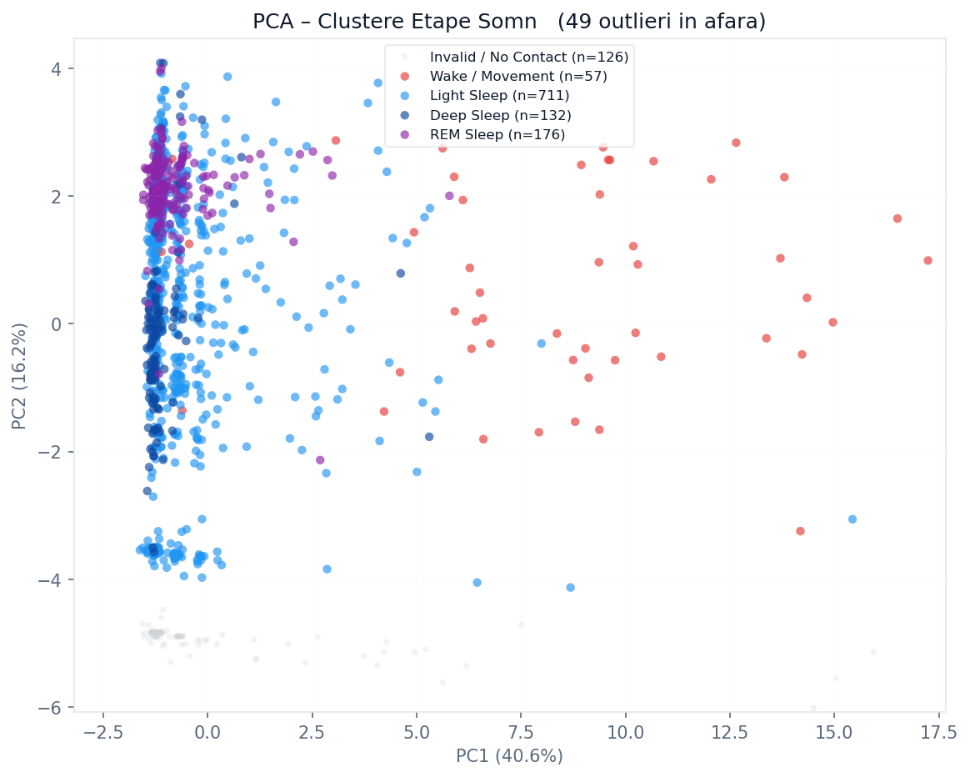 PCA – Clustere Etape Somn   (49 outlieri in afara)
Invalid / No Contact (n=126)
Wake / Movement (n=57)
Light Sleep (n=711)
Deep Sleep (n=132)
REM Sleep (n=176)
4
2
0
−2
−4
−6
PC2 (16.2%)
−2.5
0.0
2.5
5.0
7.5
10.0
12.5
15.0
17.5
PC1 (40.6%)